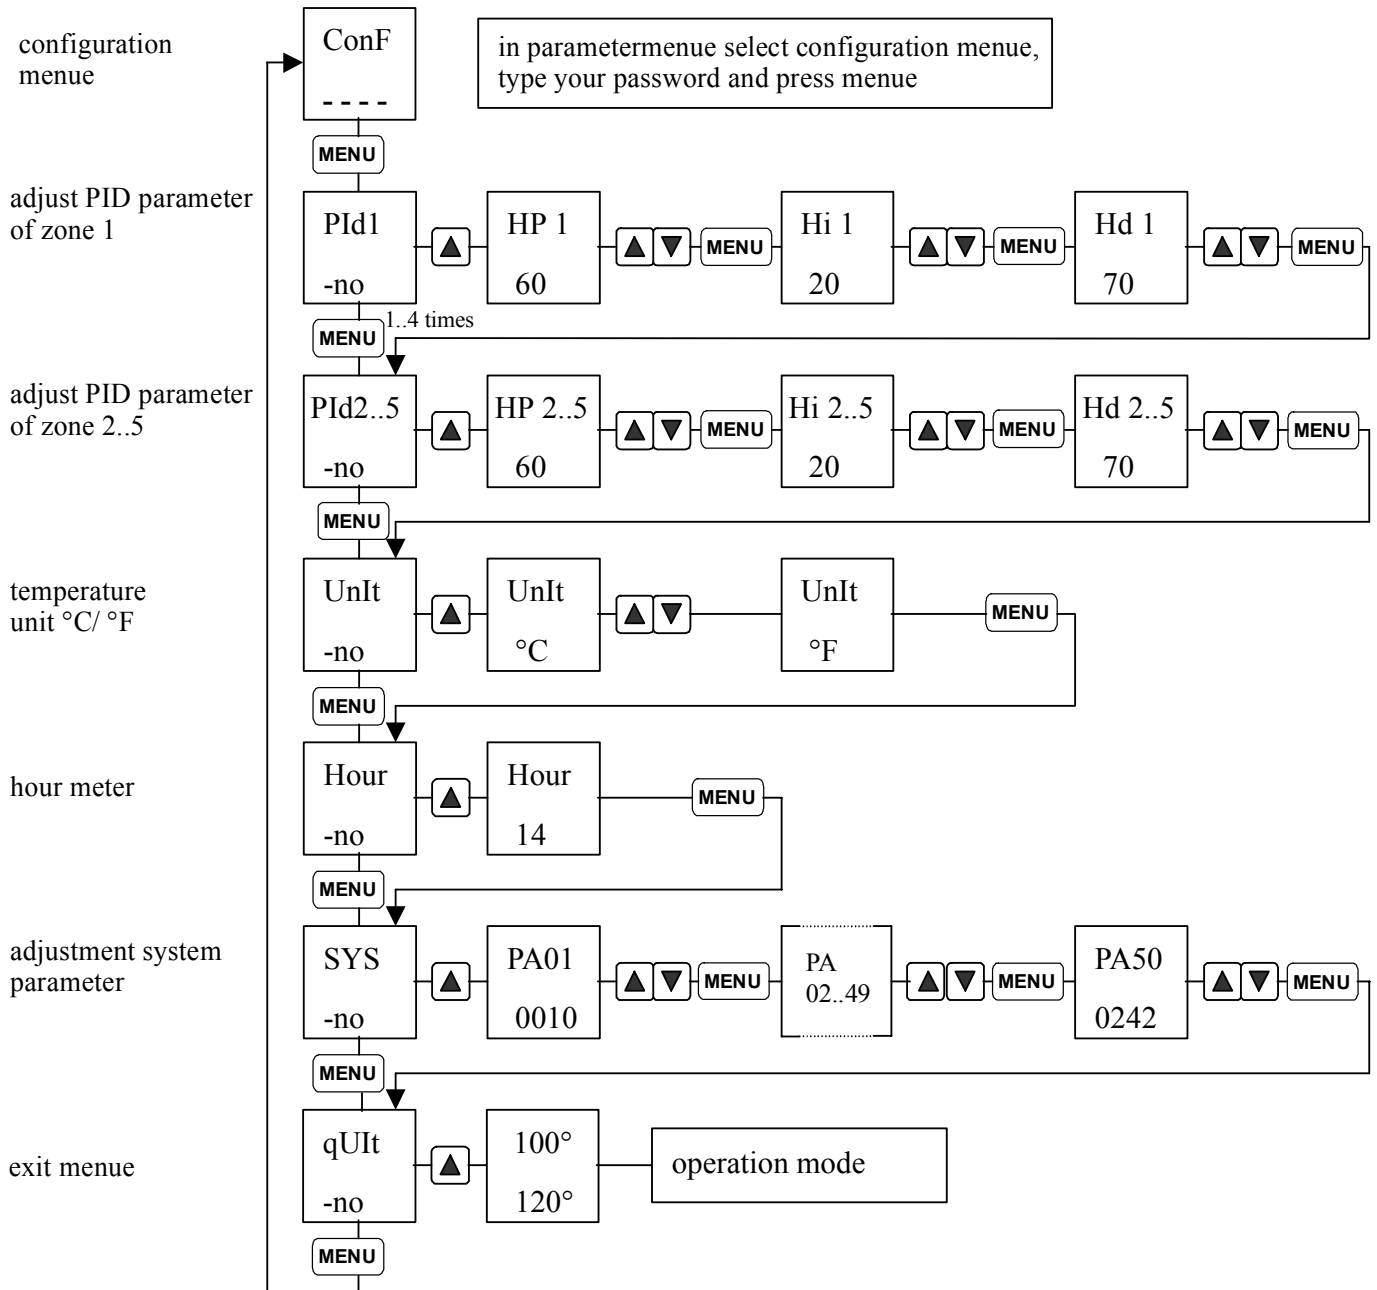 configuration
menue
ConF
- - - -
in parametermenue select configuration menue,
type your password and press menue
MENU
adjust PID parameter
of zone 1
PId1
-no
HP 1
60
MENU
Hi 1
20
MENU
Hd 1
70
MENU
MENU
1..4 times
adjust PID parameter
of zone 2..5
PId2..5
-no
HP 2..5
60
MENU
Hi 2..5
20
MENU
Hd 2..5
70
MENU
MENU
temperature
unit °C/ °F
UnIt
-no
UnIt
°C
UnIt
°F
MENU
MENU
hour meter
Hour
-no
Hour
14
MENU
MENU
adjustment system
parameter
SYS
-no
PA01
0010
MENU
PA
02..49
MENU
PA50
0242
MENU
MENU
exit menue
qUIt
-no
100°
120°
operation mode
MENU